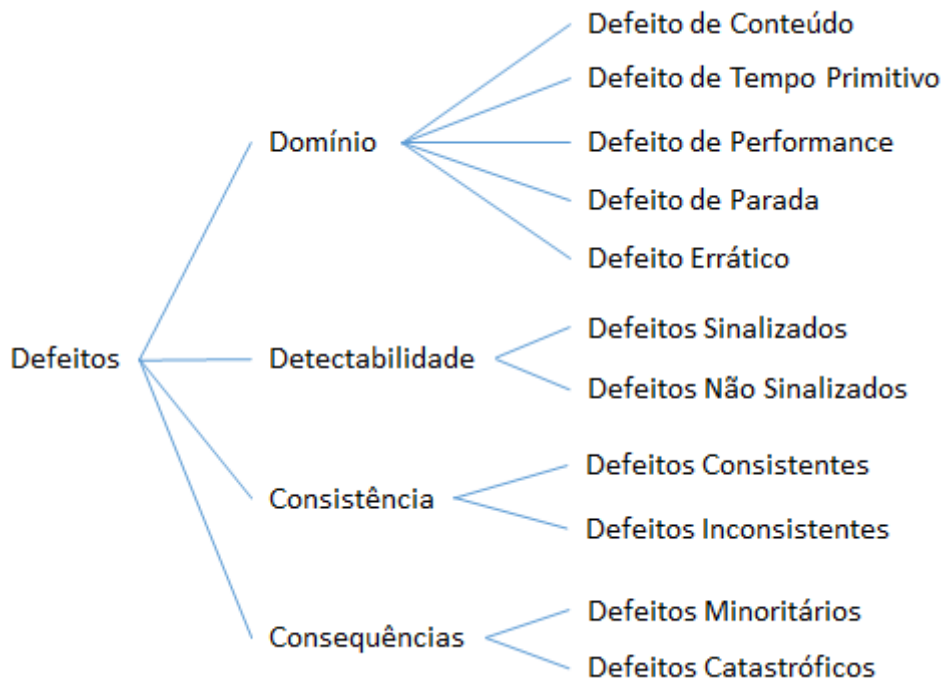 Defeitos
Domínio
Defeito de Conteúdo
Defeito de Tempo Primitivo
Defeito de Performance
Defeito de Parada
Defeito Errático
Detectabilidade
Defeitos Sinalizados
Defeitos Não Sinalizados
Consistência
Defeitos Consistentes
Defeitos Inconsistentes
Consequências
Defeitos Minoritários
Defeitos Catastróficos